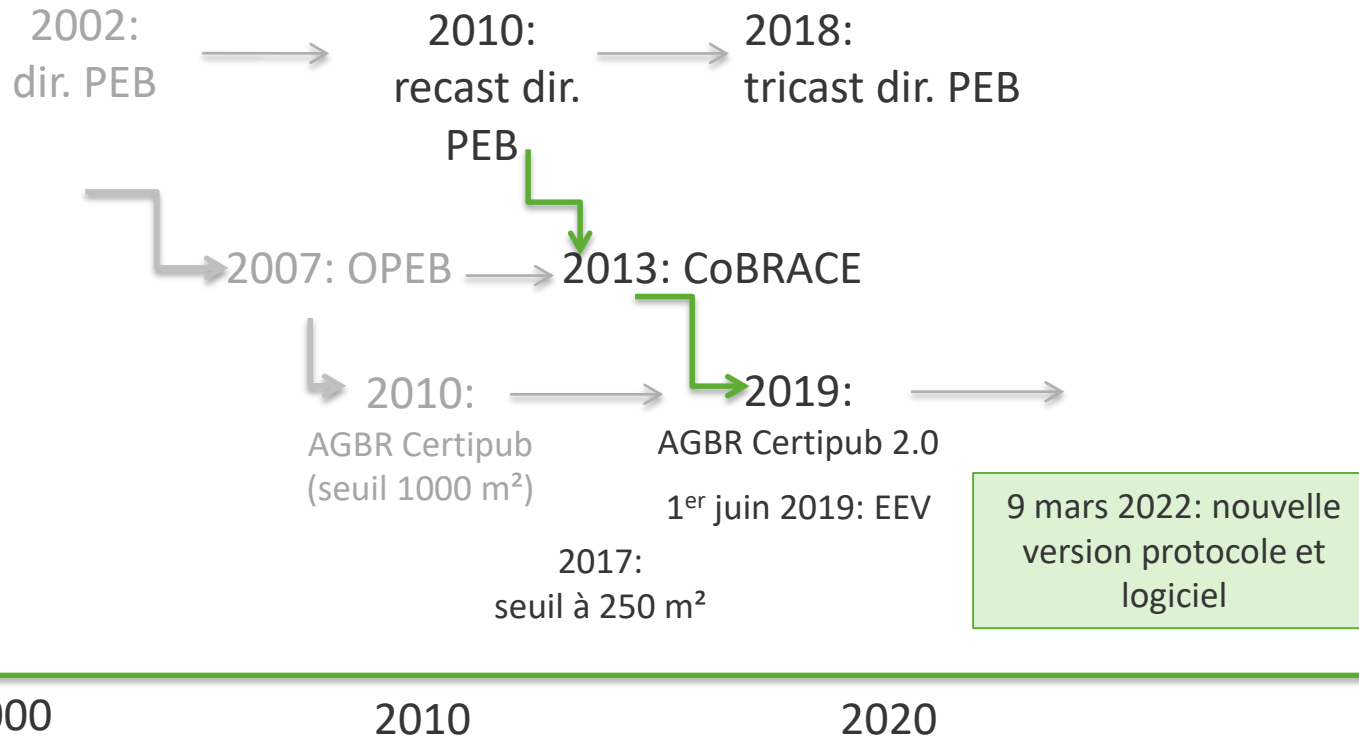 2002:
dir. PEB
2010:
recast dir.
PEB
2018:
tricast dir. PEB
2007: OPEB
2013: CoBRACE
2010:
AGBR Certipub
(seuil 1000 m²)
2019:
AGBR Certipub 2.0
1er juin 2019: EEV
2017:
seuil à 250 m²
9 mars 2022: nouvelle
version protocole et
logiciel
00
2010
2020